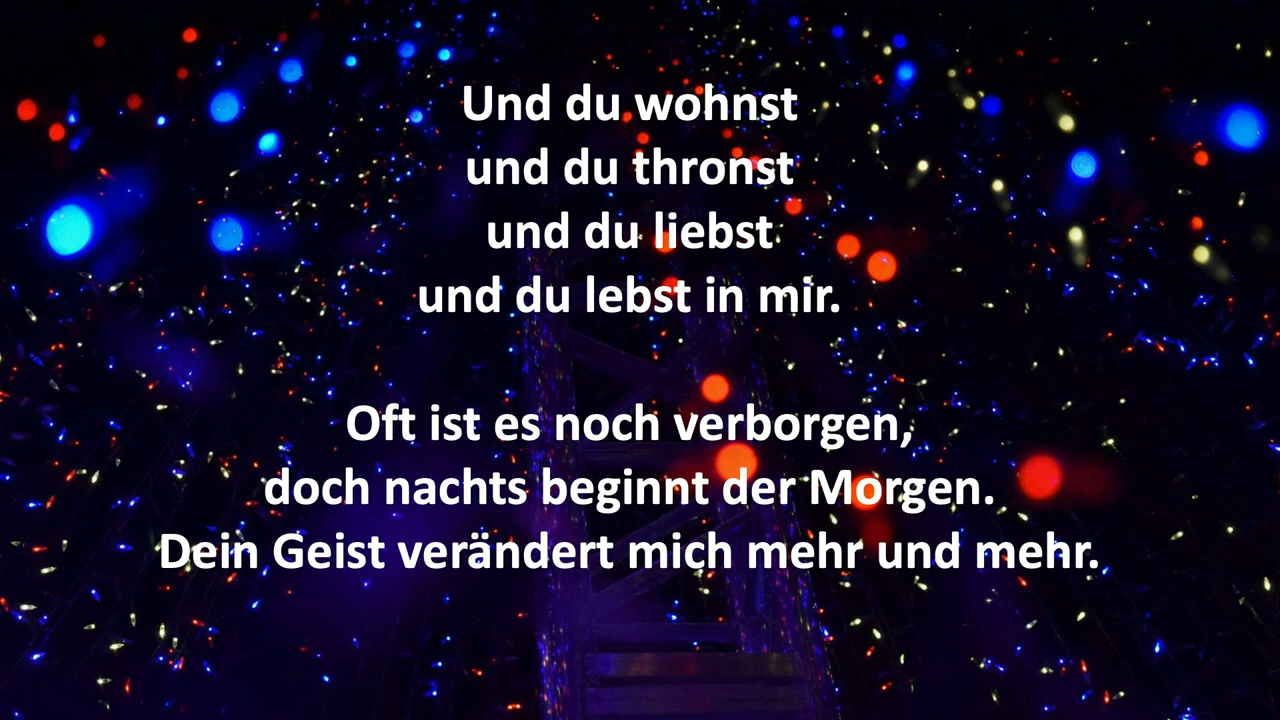 Und du wohnst
und du thronst
und du liebst
und du lebst in mir.
Oft ist es noch verborgen,
doch nachts beginnt der Morgen.
Dein Geist verändert mich mehr und mehr.